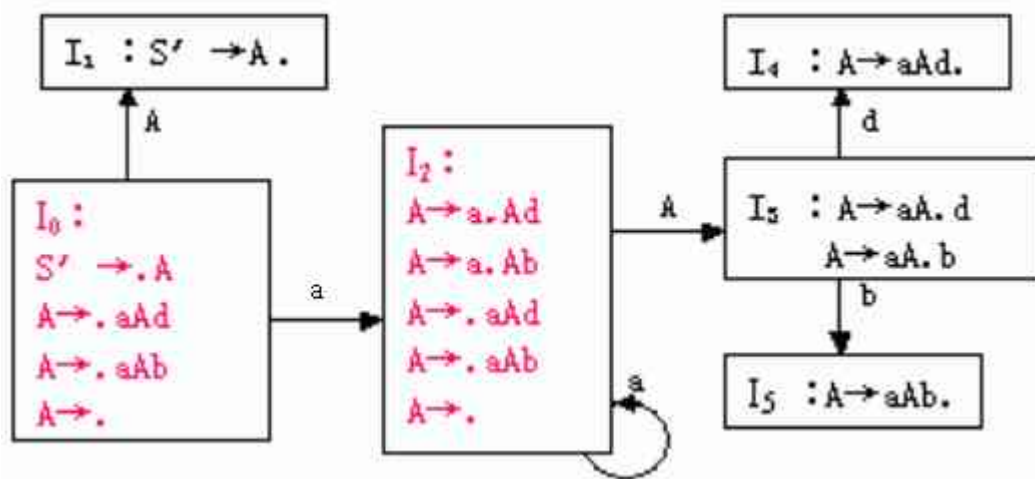 I₁ : S' →A .
A
I₀ :
S' →. A
A→. aAd
A→. aAb
A→.
a
I₂ :
A→a. Ad
A→a. Ab
A→. aAd
A→. aAb
A→.
a
A
I₄ : A→aAd.
d
I₃ : A→aA. d
A→aA. b
b
I₅ : A→aAb.